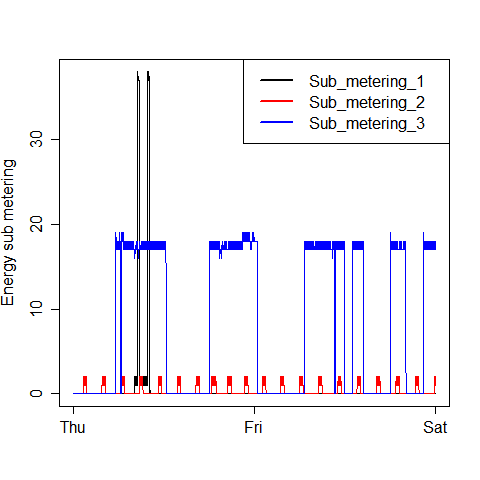 Sub_metering_1
Sub_metering_2
Sub_metering_3
Energy sub metering
30
20
10
0
Thu Fri Sat